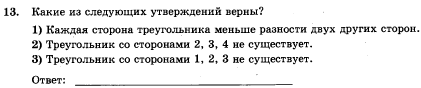 13. Какие из следующих утверждений верны?
1) Каждая сторона треугольника меньше разности двух других сторон.
2) Треугольник со сторонами 2, 3, 4 не существует.
3) Треугольник со сторонами 1, 2, 3 не существует.
Ответ: